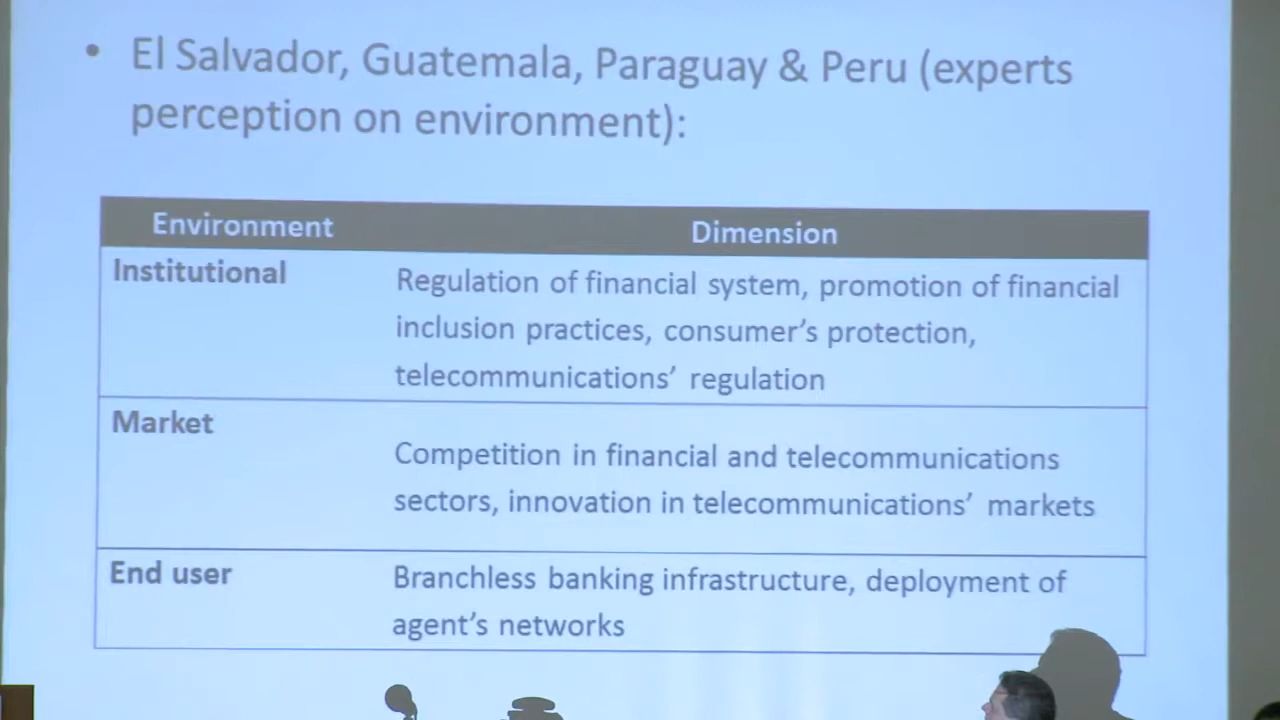 • El Salvador, Guatemala, Paraguay & Peru (experts
perception on environment):
Environment Dimension
Institutional
Regulation of financial system, promotion of financial
inclusion practices, consumer’s protection,
telecommunications’ regulation
Market
Competition in financial and telecommunications
sectors, innovation in telecommunications’ markets
End user
Branchless banking infrastructure, deployment of
agent’s networks